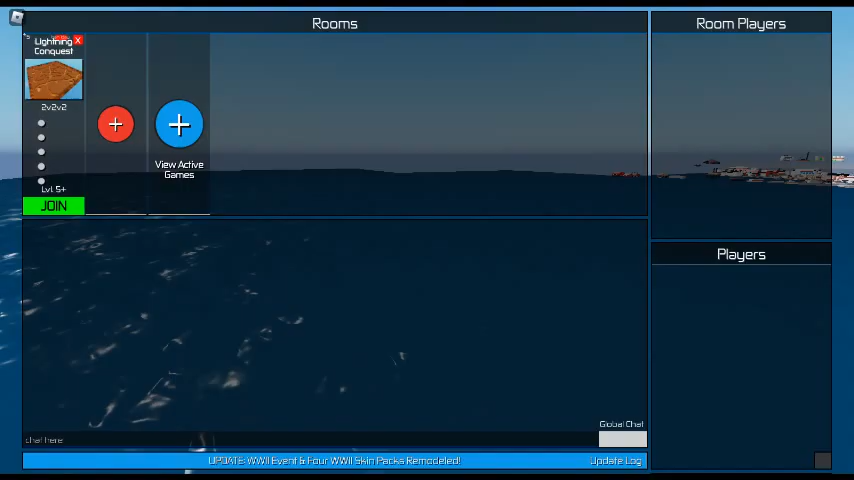 Rooms
Room Players
Lightning
Conquest
X
2v2v2
Lvl 5+
JOIN
View Active
Games
Players
Global Chat
chat here
UPDATE: WWII Event & Four WWII Skin Packs Remodeled!
Update Log